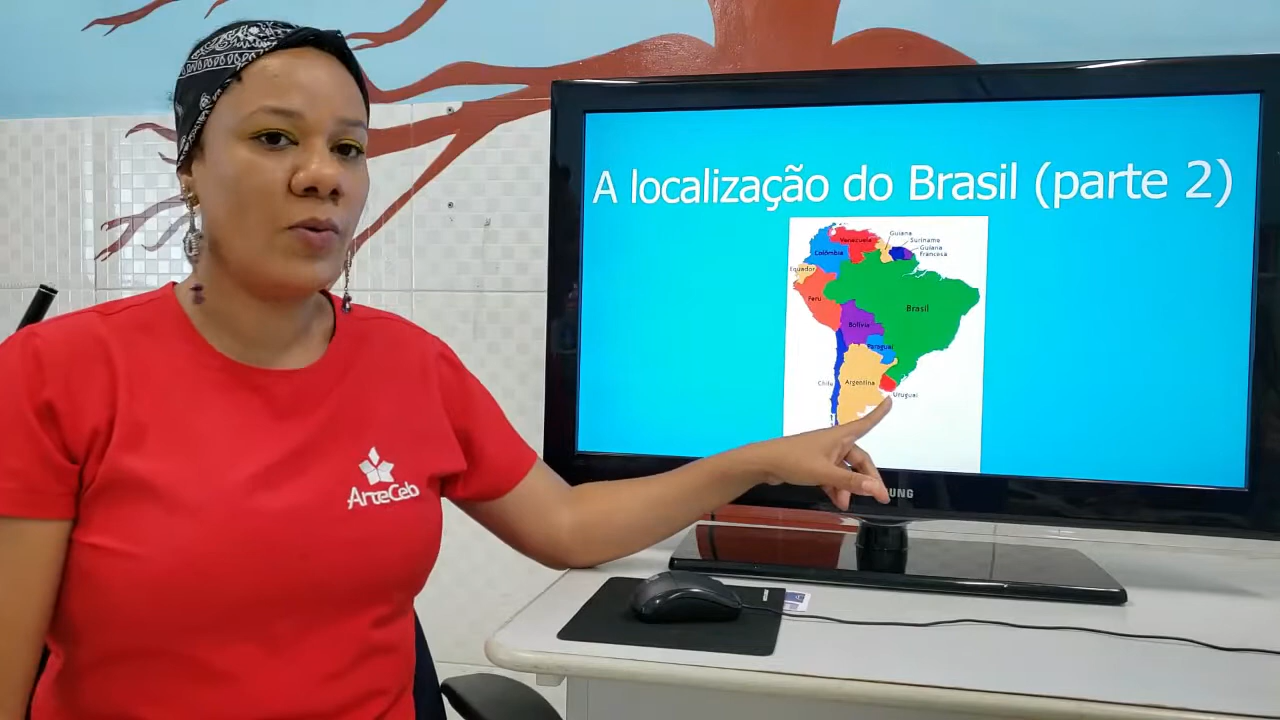 A localização do Brasil (parte 2)
Guiana
Venezuela
Suriname
Guiana
francesa
Colômbia
Equador
Peru
Brasil
Bolívia
Paraguai
Chile
Argentina
Uruguai
ArteCeb
UNG